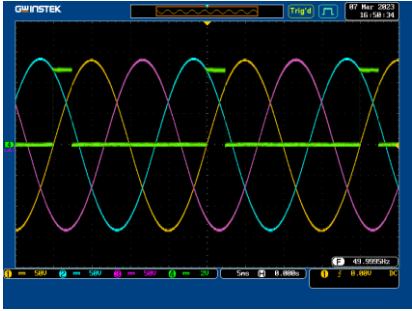 GWINSTEK
Trig'd
07 Mar 2023
16:50:34
4
F 49.9995Hz
1 50V 2 50V 3 50V 4 2V 5ms H 0.000s 1 0.00V DC